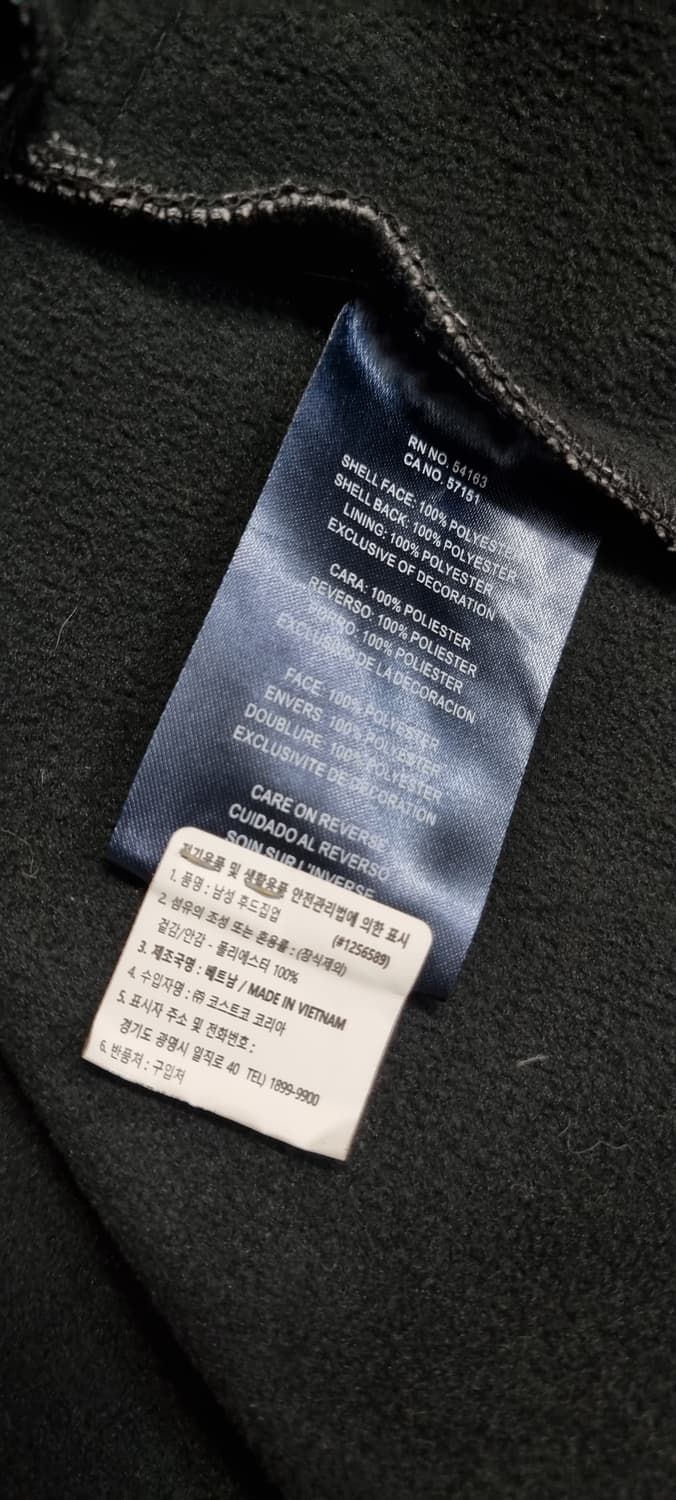 RN NO. 54163
CA NO. 57151
SHELL FACE: 100% POLYESTER
SHELL BACK: 100% POLYESTER
LINING: 100% POLYESTER
EXCLUSIVE OF DECORATION
CARA: 100% POLIESTER
REVERSO: 100% POLIESTER
FORRO: 100% POLIESTER
EXCLUSIVO DE LA DECORACION
FACE: 100% POLYESTER
ENVERS: 100% POLYESTER
DOUBLURE: 100% POLYESTER
EXCLUSIVITE DE DECORATION
CARE ON REVERSE
CUIDADO AL REVERSO
SOIN SUR L'INVERSE
전기용품 및 생활용품 안전관리법에 의한 표시
1. 품명 : 남성 후드집업 (#1256589)
2. 섬유의 조성 또는 혼용률 : (장식제외)
겉감/안감 - 폴리에스터 100%
3. 제조국명 : 베트남 / MADE IN VIETNAM
4. 수입자명 : ㈜ 코스트코 코리아
5. 표시자 주소 및 전화번호 :
경기도 광명시 일직로 40 TEL) 1899-9900
6. 반품처 : 구입처